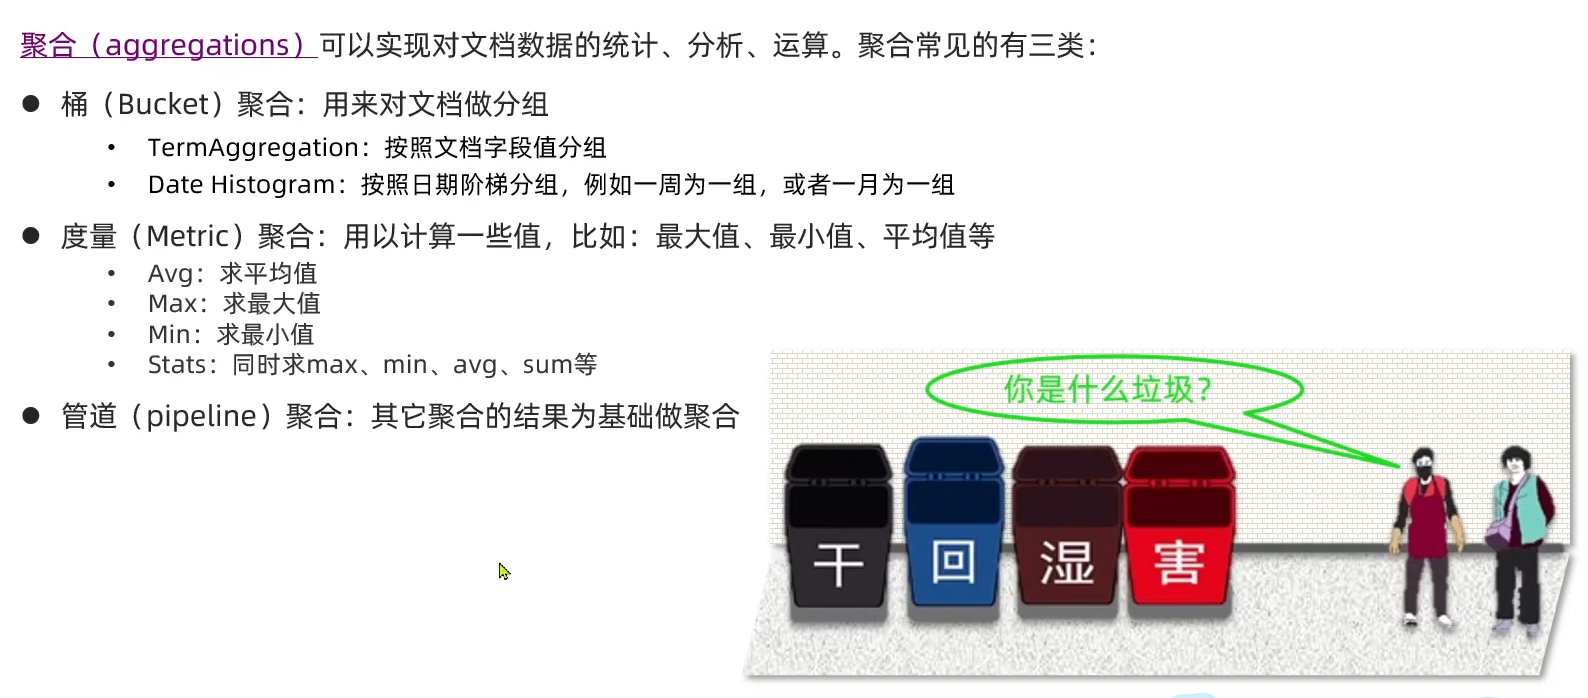 聚合（aggregations）可以实现对文档数据的统计、分析、运算。聚合常见的有三类：
● 桶（Bucket）聚合：用来对文档做分组
• TermAggregation：按照文档字段值分组
• Date Histogram：按照日期阶梯分组，例如一周为一组，或者一月为一组
● 度量（Metric）聚合：用以计算一些值，比如：最大值、最小值、平均值等
• Avg：求平均值
• Max：求最大值
• Min：求最小值
• Stats：同时求max、min、avg、sum等
● 管道（pipeline）聚合：其它聚合的结果为基础做聚合
你是什么垃圾？
干 回 湿 害